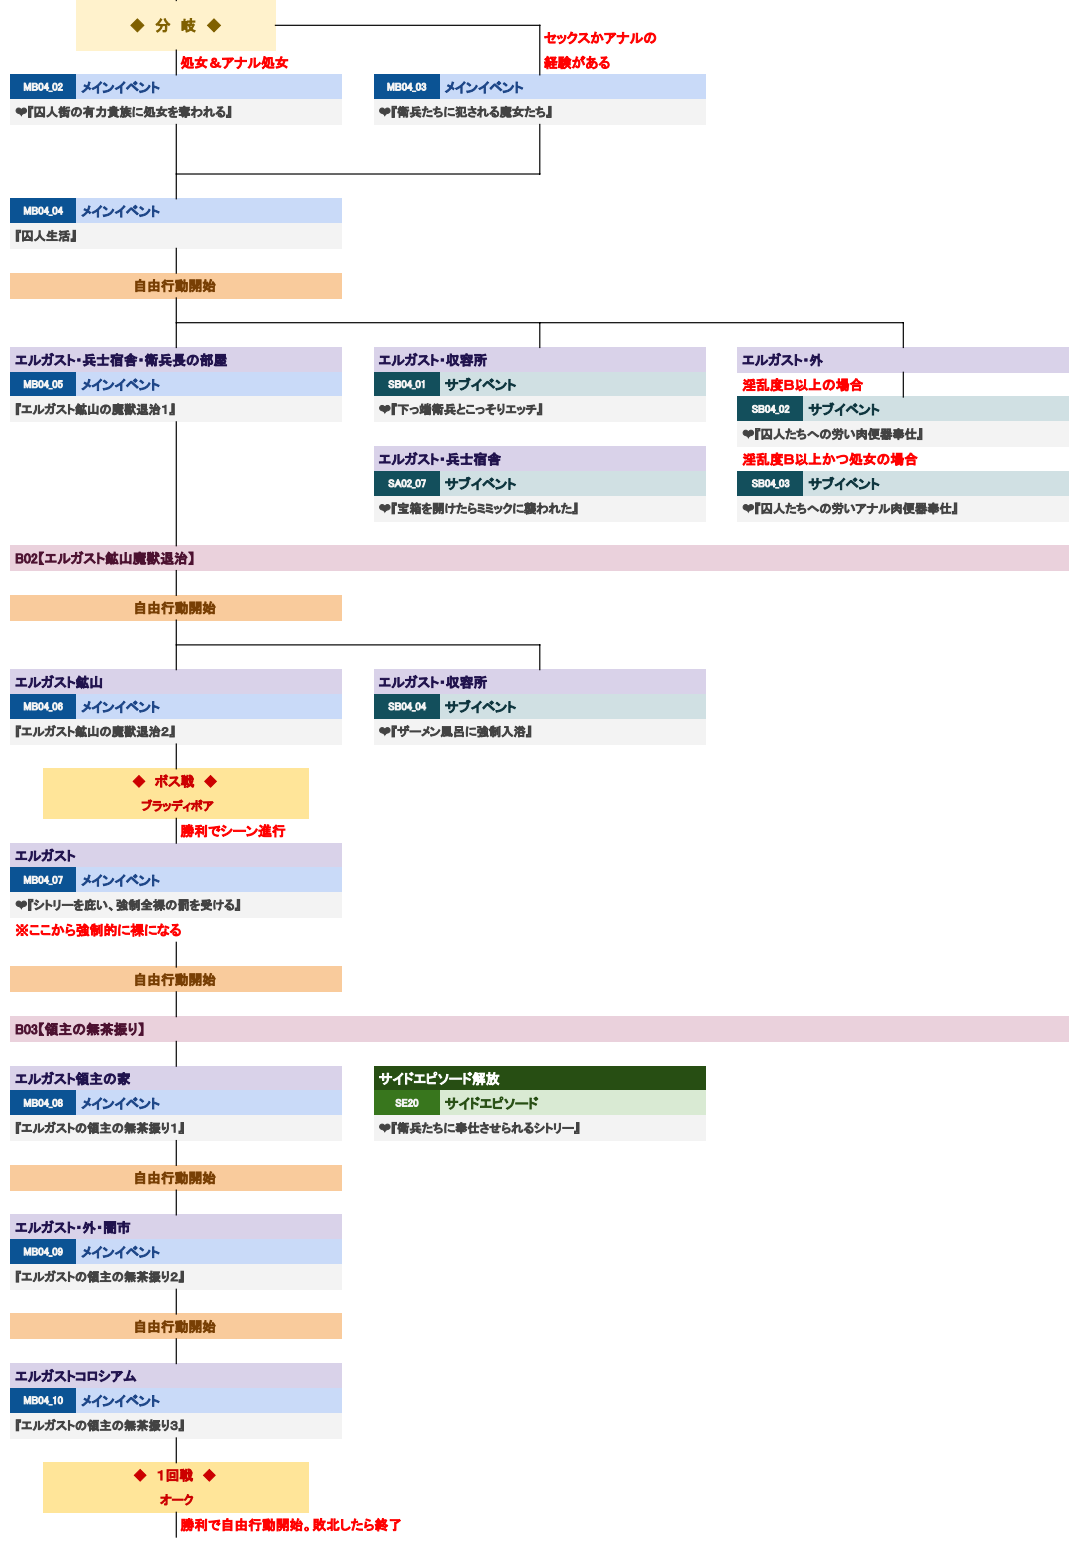 ◆ 分 岐 ◆
セックスかアナルの
処女＆アナル処女
経験がある
MB04_02 メインイベント
MB04_03 メインイベント
❤『囚人街の有力貴族に処女を奪われる』
❤『衛兵たちに犯される魔女たち』
MB04_04 メインイベント
『囚人生活』
自由行動開始
エルガスト・兵士宿舎・衛兵長の部屋
エルガスト・収容所
エルガスト・外
MB04_05 メインイベント
SB04_01 サブイベント
淫乱度Ｂ以上の場合
『エルガスト鉱山の魔獣退治１』
❤『下っ端衛兵とこっそりエッチ』
SB04_02 サブイベント
❤『囚人たちへの労い肉便器奉仕』
エルガスト・兵士宿舎
淫乱度Ｂ以上かつ処女の場合
SA02_07 サブイベント
SB04_03 サブイベント
❤『宝箱を開けたらミミックに襲われた』
❤『囚人たちへの労いアナル肉便器奉仕』
B02【エルガスト鉱山魔獣退治】
自由行動開始
エルガスト鉱山
エルガスト・収容所
MB04_06 メインイベント
SB04_04 サブイベント
『エルガスト鉱山の魔獣退治２』
❤『ザーメン風呂に強制入浴』
◆ ボス戦 ◆
ブラッディボア
勝利でシーン進行
エルガスト
MB04_07 メインイベント
❤『シトリーを庇い、強制全裸の罰を受ける』
※ここから強制的に裸になる
自由行動開始
B03【領主の無茶振り】
エルガスト領主の家
サイドエピソード解放
MB04_08 メインイベント
SE20 サイドエピソード
『エルガストの領主の無茶振り１』
❤『衛兵たちに奉仕させられるシトリー』
自由行動開始
エルガスト・外・闇市
MB04_09 メインイベント
『エルガストの領主の無茶振り２』
自由行動開始
エルガストコロシアム
MB04_10 メインイベント
『エルガストの領主の無茶振り３』
◆ １回戦 ◆
オーク
勝利で自由行動開始。敗北したら終了